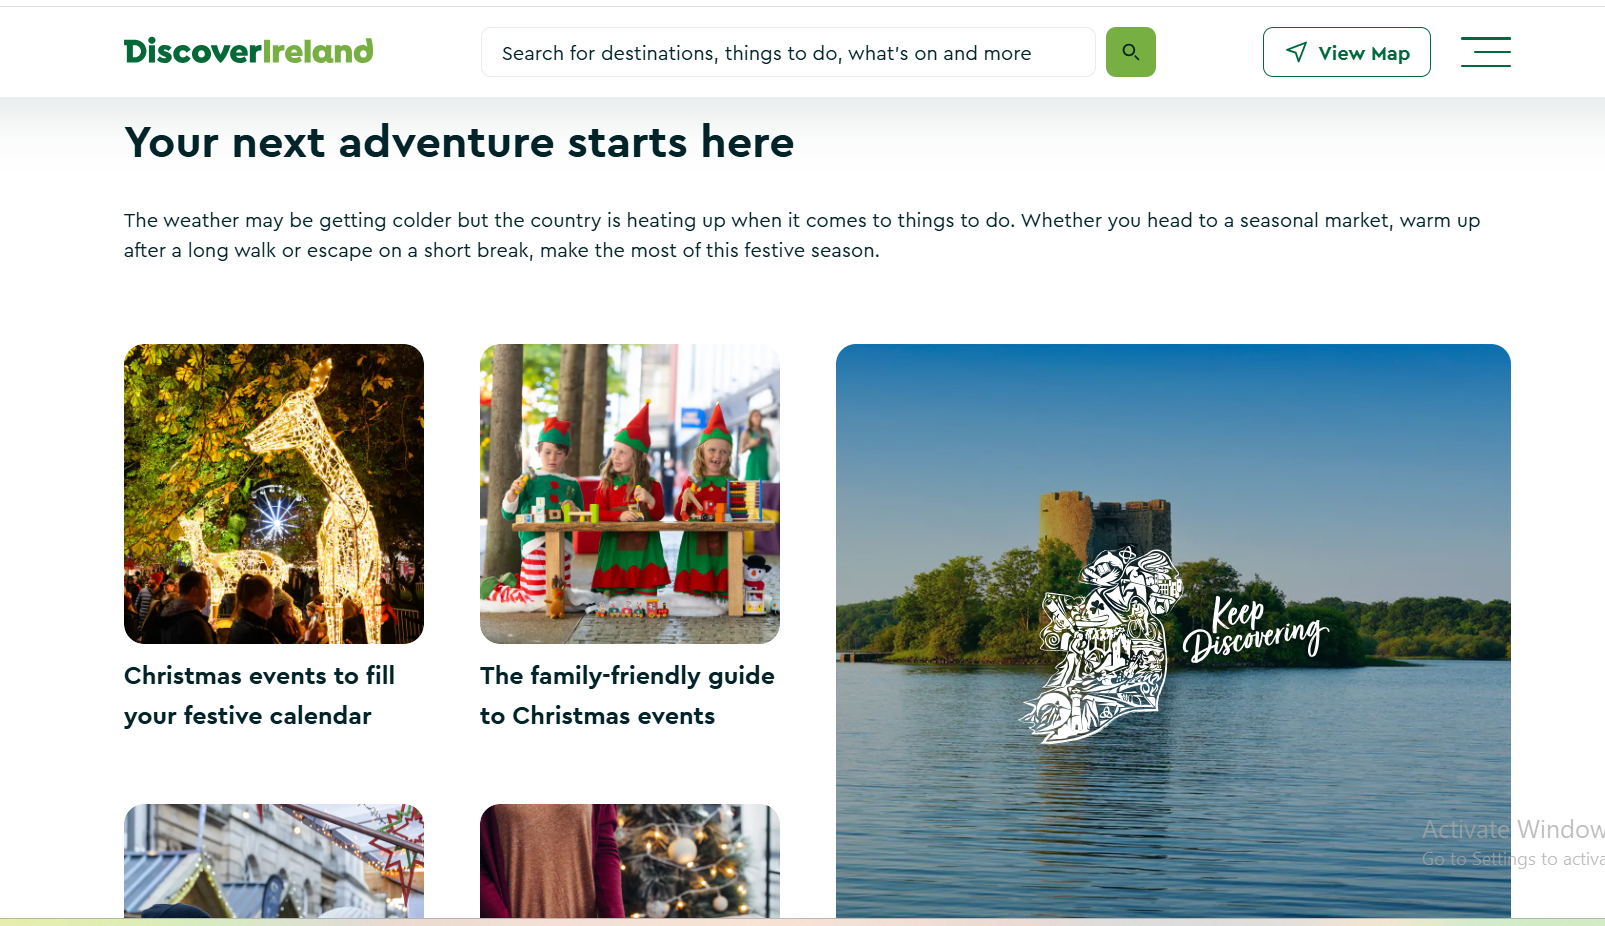 DiscoverIreland
Search for destinations, things to do, what's on and more
View Map
Your next adventure starts here
The weather may be getting colder but the country is heating up when it comes to things to do. Whether you head to a seasonal market, warm up
after a long walk or escape on a short break, make the most of this festive season.
Christmas events to fill
your festive calendar
The family-friendly guide
to Christmas events
Keep
Discovering
Activate Window
Go to Settings to activa